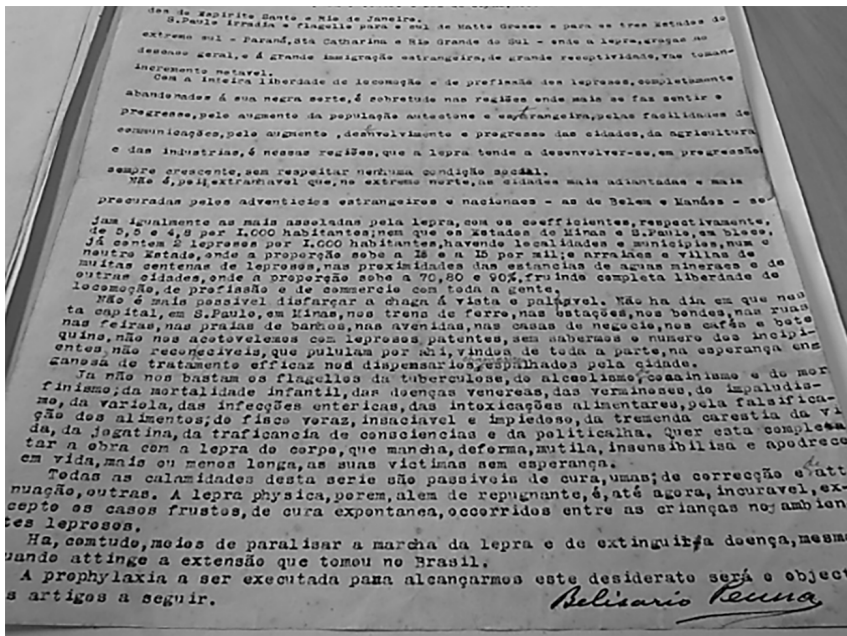 dos do Espirito Santo e Rio de Janeiro.
S.Paulo irradia o flagello para o sul de Matto Grosso e para os tres Estados do
extremo sul - Paraná, Sta Catharina e Rio Grande do Sul - onde a lepra, graças ao
descaso geral, e á grande immigração estrangeira, de grande receptividade, vae toman-
incremento notavel.
Com a inteira liberdade de locomoção e de profissão dos leprosos, completamente
abandonados á sua negra sorte, é sobretudo nas regiões onde mais se faz sentir o
progresso, pelo augmento da população autoctone e estrangeira, pelas facilidades de
communicações, pelo augmento , desnvolvimento e progresso das cidades, da agricultura
e das industrias, é nessas regiões, que a lepra tende a desenvolver-se, em progressão
sempre crescente, sem respeitar nenhuma condição social.
Não é, pois, extranhavel que, no extremo norte, as cidades mais adiantadas e mais
procuradas pelos adventicios estrangeiros e nacionaes - as de Belem e Manáos - se
jam igualmente as mais assoladas pela lepra, com os coefficientes, respectivamente,
de 5,5 e 4,8 por 1.000 habitantes; nem que os Estados de Minas e S.Paulo, em bloco,
já contem 2 leprosos por 1.000 habitantes, havendo localidades e municipios, num e
noutro Estado, onde a proporção sobe a 12 e a 15 por mil; e arraiaes e villas de
muitas centenas de leprosos, nas proximidades das estancias de aguas mineraes e de
outras cidades, onde a proporção sobe a 70, 80 e 90%, fruindo completa liberdade de
locomoção, de profissão e de commercio com toda a gente.
Não é mais possivel disfarçar a chaga á vista e palpavel. Não ha dia em que nes
ta capital, em S.Paulo, em Minas, nos trens de ferro, nas estações, nos bondes, nas ruas
nas feiras, nas praias de banhos, nas avenidas, nas casas de negocio, nos cafés e bote
quins, não nos acotovelemos com leprosos patentes, sem sabermos o numero dos incipi-
entes, não reconheciveis, que pululam por ahi, vindos de toda a parte, na esperança en
ganosa de tratamento efficaz nos dispensarios, espalhados pela cidade.
Ja não nos bastam os flagellos da tuberculose, do alcoolismo, cocainismo e do mor
finismo; da mortalidade infantil, das doenças venereas, das verminoses, do impaludis-
mo, da variola, das infecções entericas, das intoxicações alimentares, pela falsifica-
ção dos alimentos; do fisco voraz, insaciavel e impiedoso, da tremenda carestia da vi
da, da jogatina, da traficancia de consciencias e da politicalha. Quer esta comple
tar a obra com a lepra do corpo, que mancha, deforma, mutila, insensibilisa e apodrece
em vida, mais ou menos longa, as suas victimas sem esperança.
Todas as calamidades desta serie são passiveis de cura, umas; de correcção e de att
nuação, outras. A lepra physica, porem, alem de repugnante, é, até agora, incuravel, ex-
cepto os casos frustos, de cura expontanea, occorridos entre as crianças no ambien
tes leprosos.
Ha, comtudo, meios de paralisar a marcha da lepra e de extinguir a doença, mesmo
uando attinge a extensão que tomou no Brasil.
A prophylaxia a ser executada para alcançarmos este desiderato será o object
s artigos a seguir.
Belisario Penna